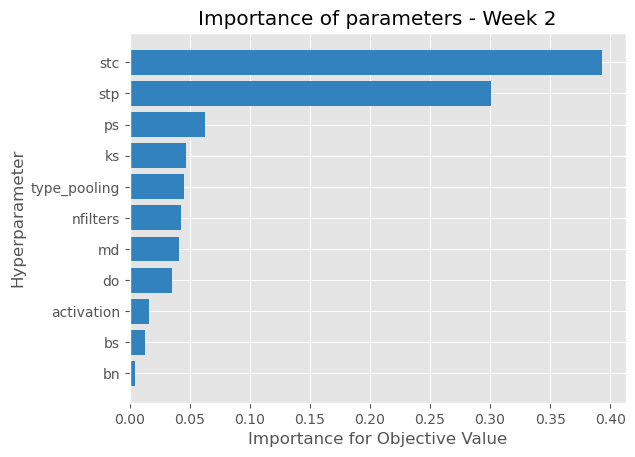 Importance of parameters - Week 2
Hyperparameter
stc
stp
ps
ks
type_pooling
nfilters
md
do
activation
bs
bn
0.00 0.05 0.10 0.15 0.20 0.25 0.30 0.35 0.40
Importance for Objective Value